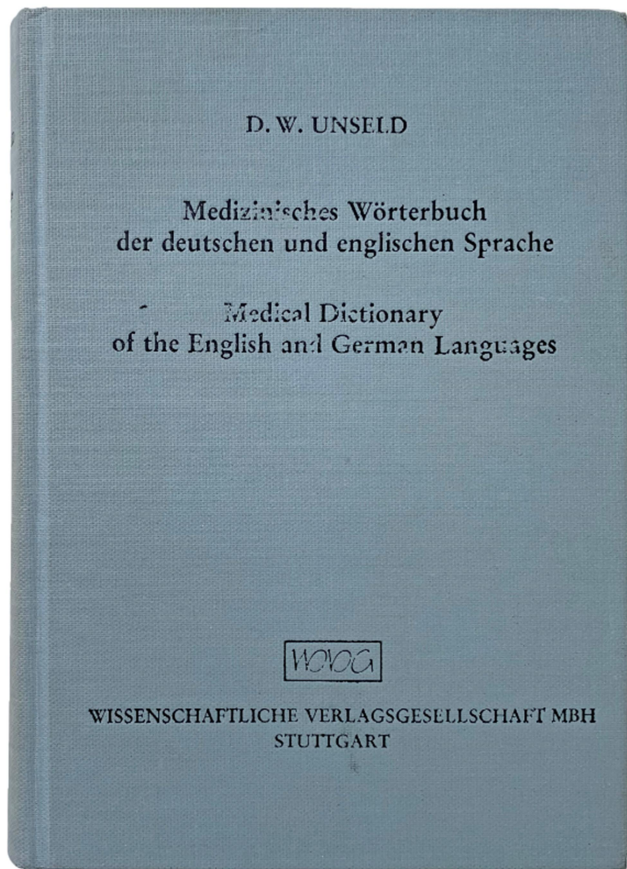 D. W. UNSELD
Medizinisches Wörterbuch
der deutschen und englischen Sprache
Medical Dictionary
of the English and German Languages
WVG
WISSENSCHAFTLICHE VERLAGSGESELLSCHAFT MBH
STUTTGART